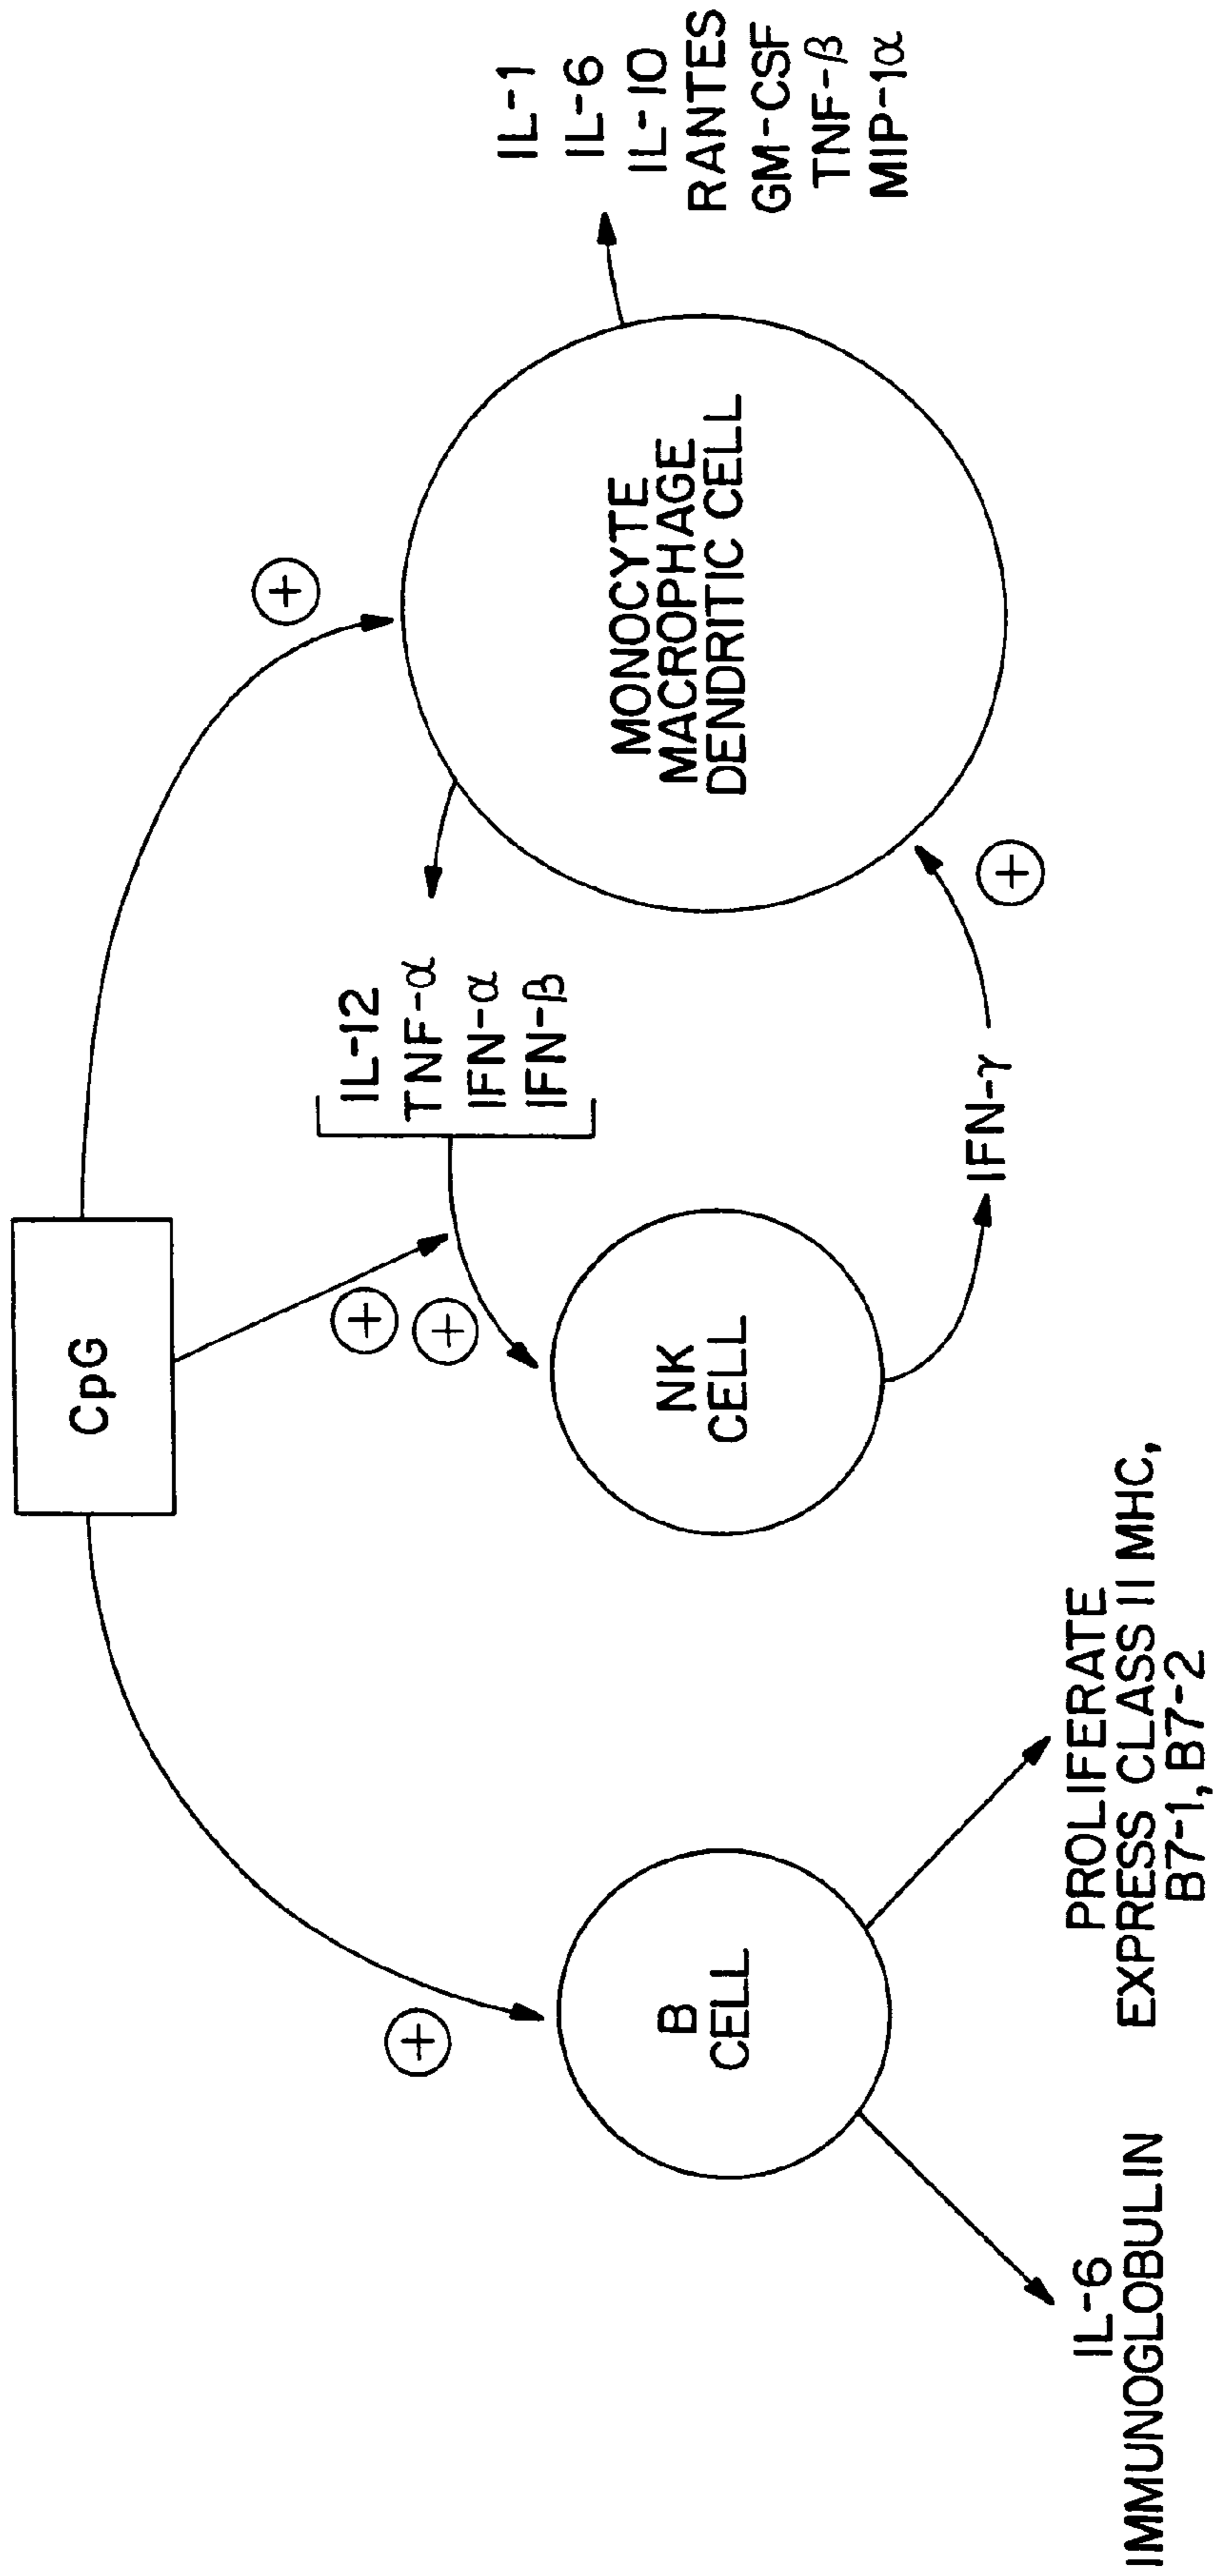 CpG
+
+
+
+
IL-12
TNF-α
IFN-α
IFN-β
IL-1
IL-6
IL-10
RANTES
GM-CSF
TNF-β
MIP-1α
B
CELL
NK
CELL
MONOCYTE
MACROPHAGE
DENDRITIC CELL
+
IFN-γ
IL-6
IMMUNOGLOBULIN
PROLIFERATE
EXPRESS CLASS II MHC,
B7-1, B7-2